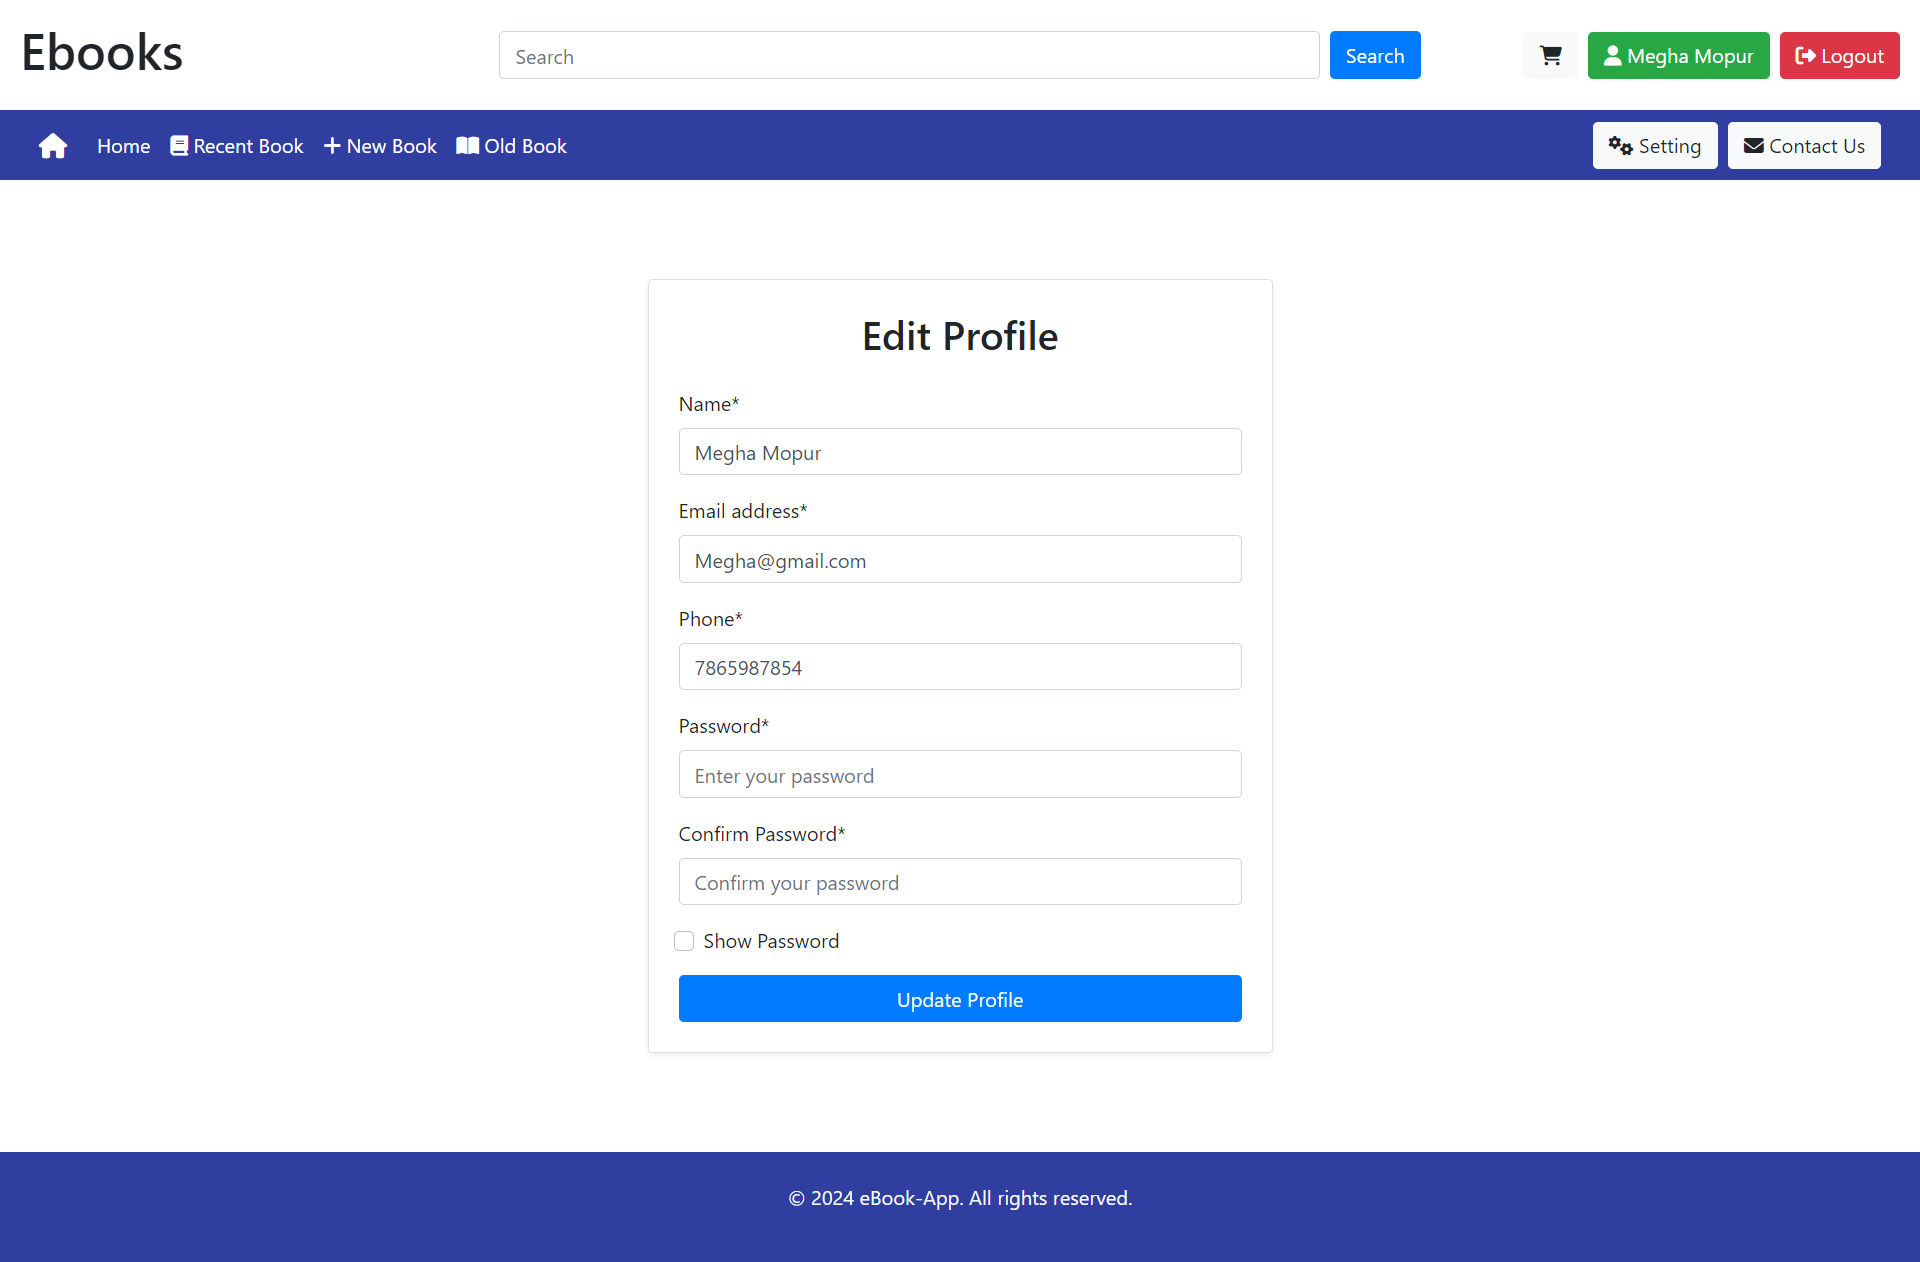 Ebooks
Search
Search
Megha Mopur
Logout
Home
Recent Book
New Book
Old Book
Setting
Contact Us
Edit Profile
Name*
Megha Mopur
Email address*
Megha@gmail.com
Phone*
7865987854
Password*
Enter your password
Confirm Password*
Confirm your password
Show Password
Update Profile
© 2024 eBook-App. All rights reserved.